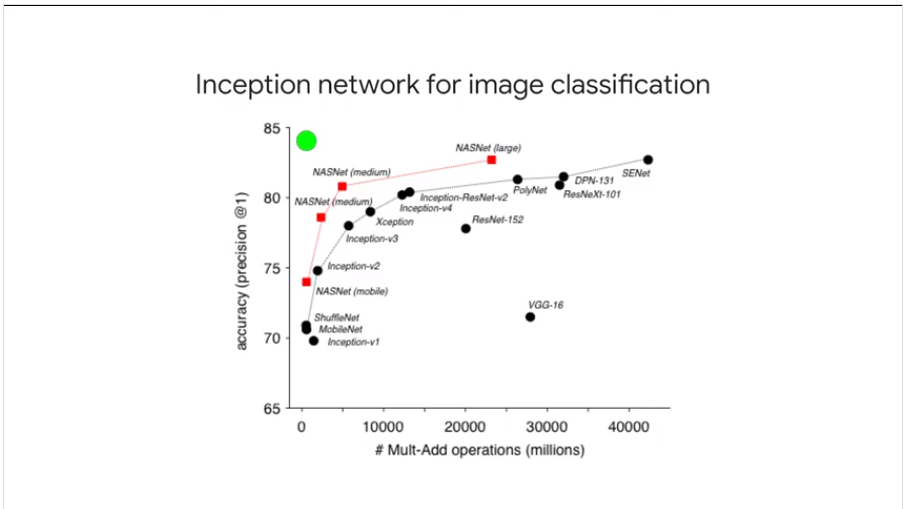 Inception network for image classification
85
NASNet (large)
NASNet (medium)
SENet
DPN-131
PolyNet
ResNeXt-101
80
NASNet (medium)
Inception-ResNet-v2
Inception-v4
Xception
ResNet-152
Inception-v3
accuracy (precision @1)
75
Inception-v2
NASNet (mobile)
VGG-16
ShuffleNet
MobileNet
70
Inception-v1
65
0
10000
20000
30000
40000
# Mult-Add operations (millions)